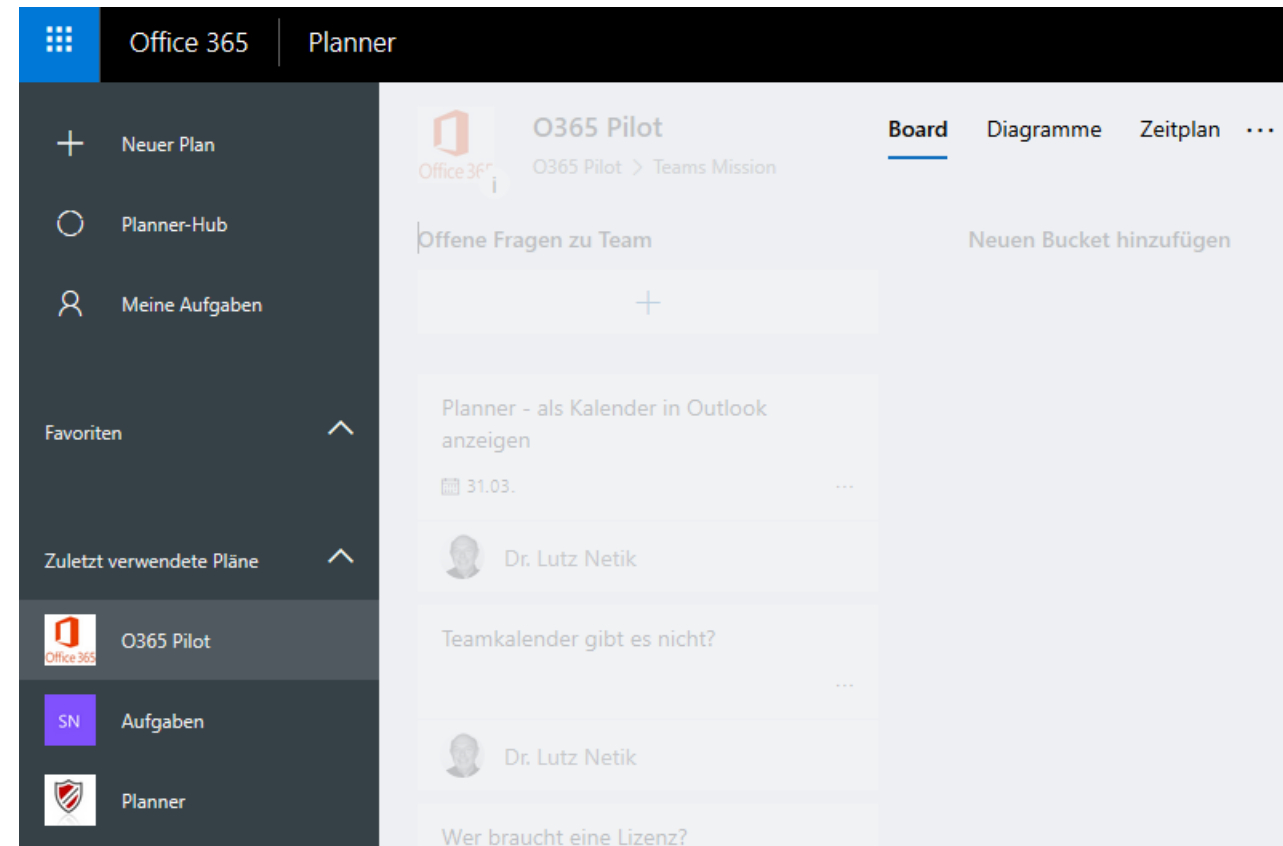 Office 365
Planner
Neuer Plan
Planner-Hub
Meine Aufgaben
Favoriten
Zuletzt verwendete Pläne
Office 365
O365 Pilot
SN
Aufgaben
Planner
O365 Pilot
O365 Pilot > Teams Mission
Board
Diagramme
Zeitplan
...
Offene Fragen zu Team
Neuen Bucket hinzufügen
Planner - als Kalender in Outlook
anzeigen
31.03.
...
Dr. Lutz Netik
Teamkalender gibt es nicht?
...
Dr. Lutz Netik
Wer braucht eine Lizenz?